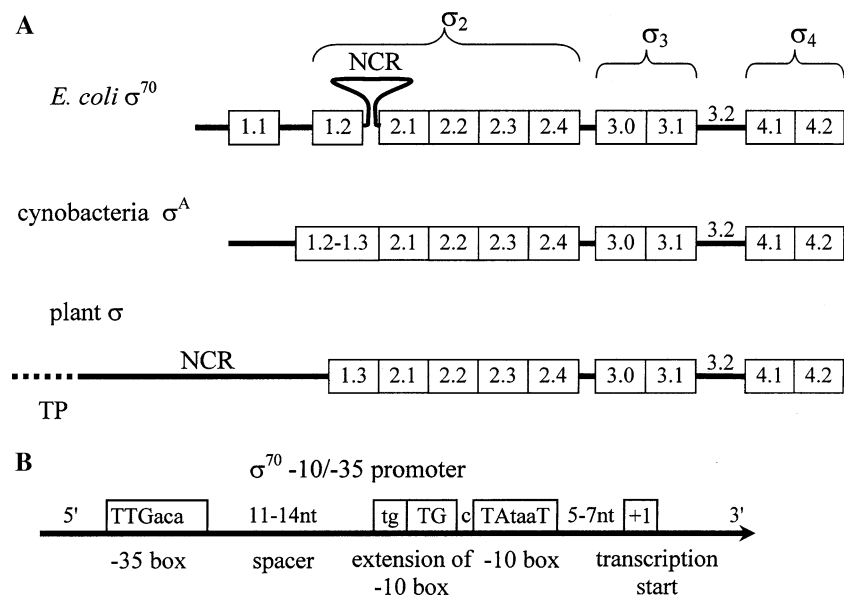 A
σ2 σ3 σ4
NCR
E. coli σ70
1.1 1.2 2.1 2.2 2.3 2.4 3.0 3.1 3.2 4.1 4.2
cynobacteria σA
1.2-1.3 2.1 2.2 2.3 2.4 3.0 3.1 3.2 4.1 4.2
plant σ
NCR
1.3 2.1 2.2 2.3 2.4 3.0 3.1 3.2 4.1 4.2
TP
B
σ70 -10/-35 promoter
5' TTGaca 11-14nt tg TG c TAtaaT 5-7nt +1 3'
-35 box spacer extension of -10 box transcription
-10 box start